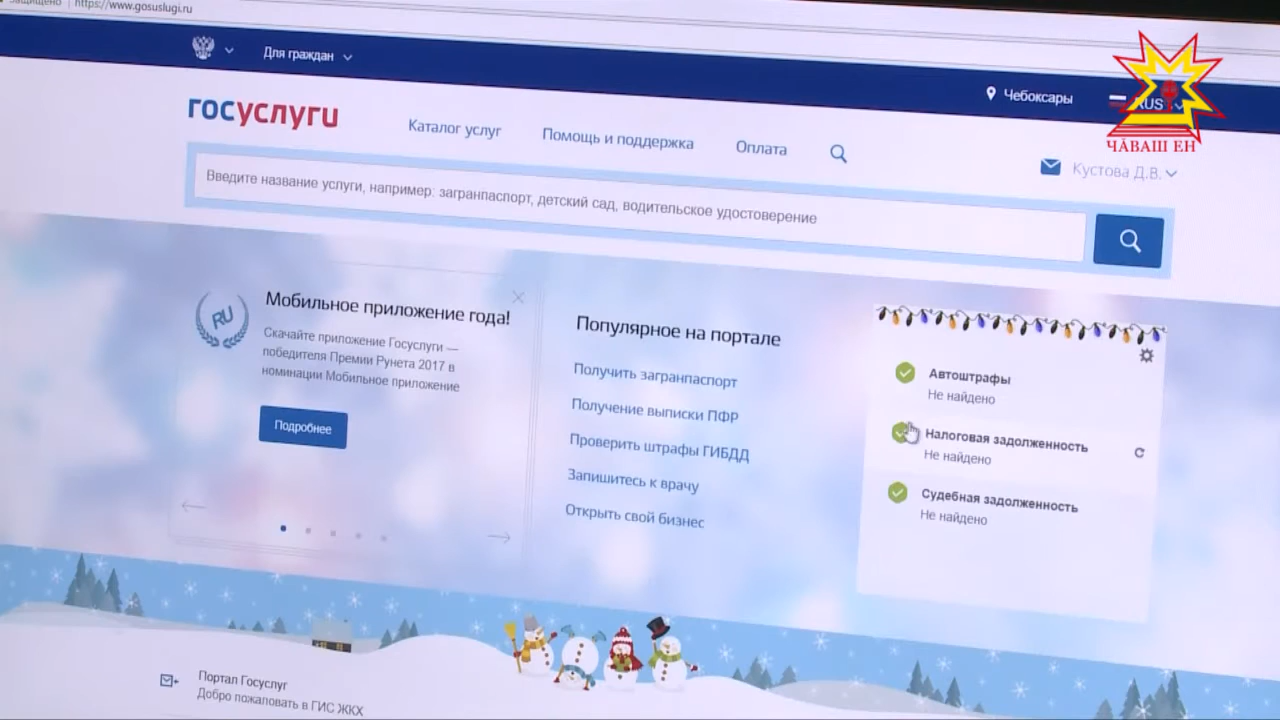 Защищено | https://www.gosuslugi.ru
Для граждан
Чебоксары
RUS
ЧӐВАШ ЕН
госуслуги
Каталог услуг
Помощь и поддержка
Оплата
Кустова Д.В.
Введите название услуги, например: загранпаспорт, детский сад, водительское удостоверение
RU
Мобильное приложение года!
Скачайте приложение Госуслуги —
победителя Премии Рунета 2017 в
номинации Мобильное приложение
Подробнее
Популярное на портале
Получить загранпаспорт
Получение выписки ПФР
Проверить штрафы ГИБДД
Запишитесь к врачу
Открыть свой бизнес
Автоштрафы
Не найдено
Налоговая задолженность
Не найдено
Судебная задолженность
Не найдено
Портал Госуслуг
Добро пожаловать в ГИС ЖКХ